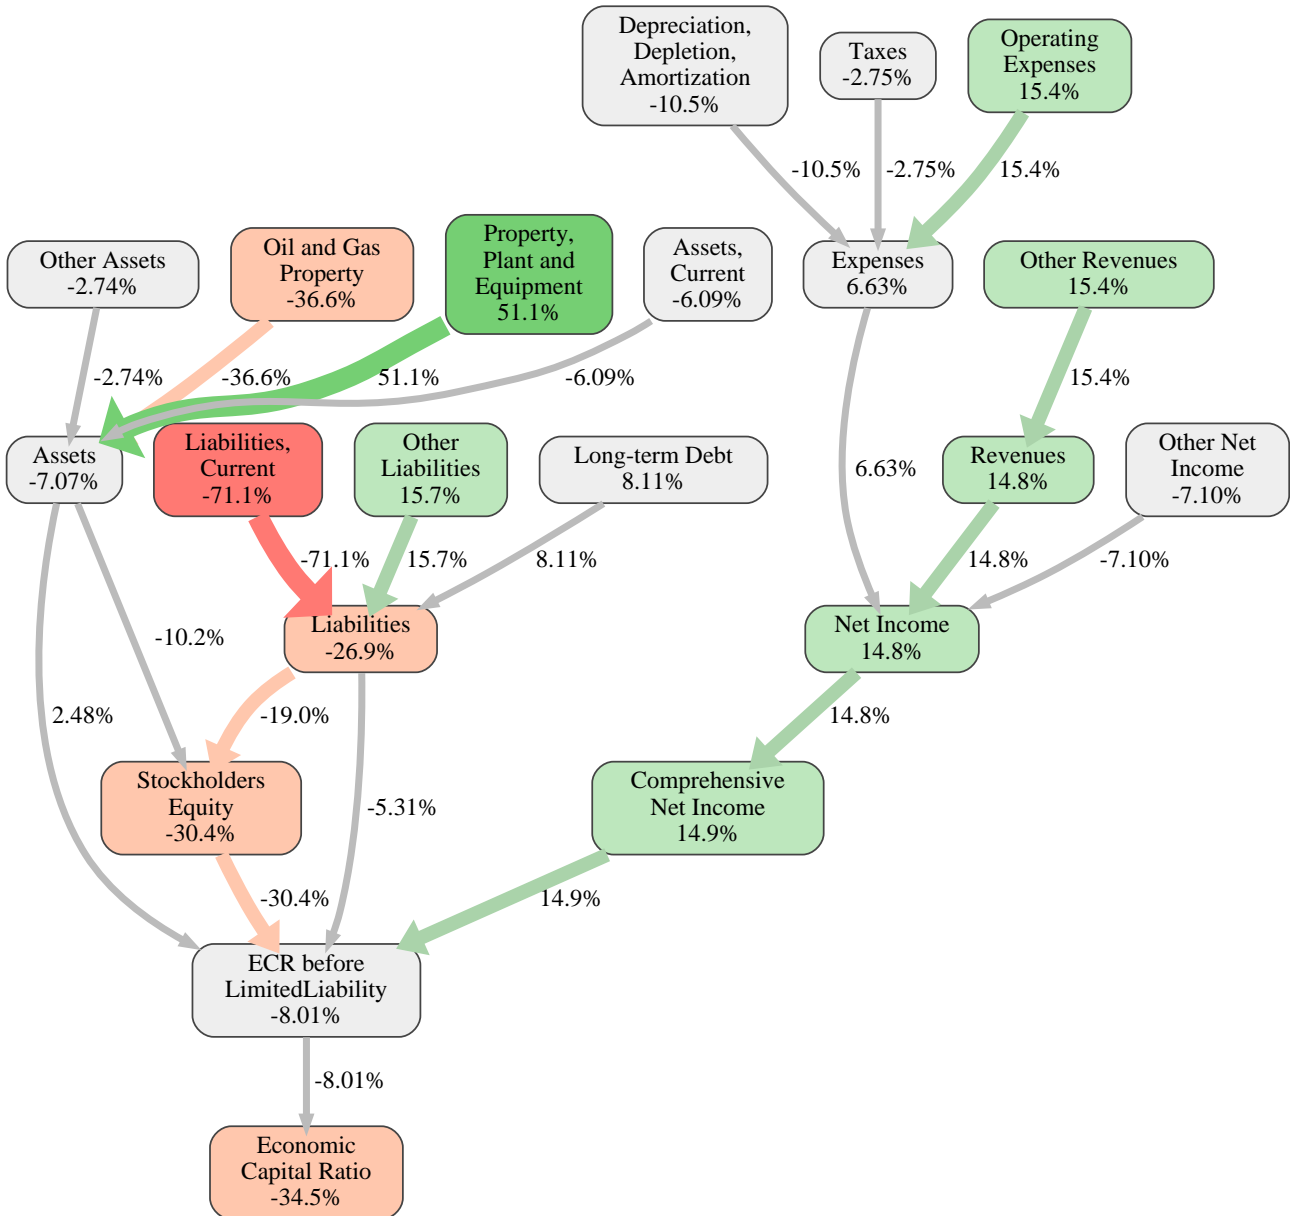 Depreciation,
Depletion,
Amortization
-10.5%
Taxes
-2.75%
Operating
Expenses
15.4%
-10.5%
-2.75%
15.4%
Other Assets
-2.74%
Oil and Gas
Property
-36.6%
Property,
Plant and
Equipment
51.1%
Assets,
Current
-6.09%
Expenses
6.63%
Other Revenues
15.4%
-2.74%
-36.6%
51.1%
-6.09%
15.4%
Assets
-7.07%
Liabilities,
Current
-71.1%
Other
Liabilities
15.7%
Long-term Debt
8.11%
6.63%
Revenues
14.8%
Other Net
Income
-7.10%
-71.1%
15.7%
8.11%
14.8%
-7.10%
-10.2%
Liabilities
-26.9%
Net Income
14.8%
2.48%
-19.0%
14.8%
Stockholders
Equity
-30.4%
-5.31%
Comprehensive
Net Income
14.9%
-30.4%
14.9%
ECR before
LimitedLiability
-8.01%
-8.01%
Economic
Capital Ratio
-34.5%